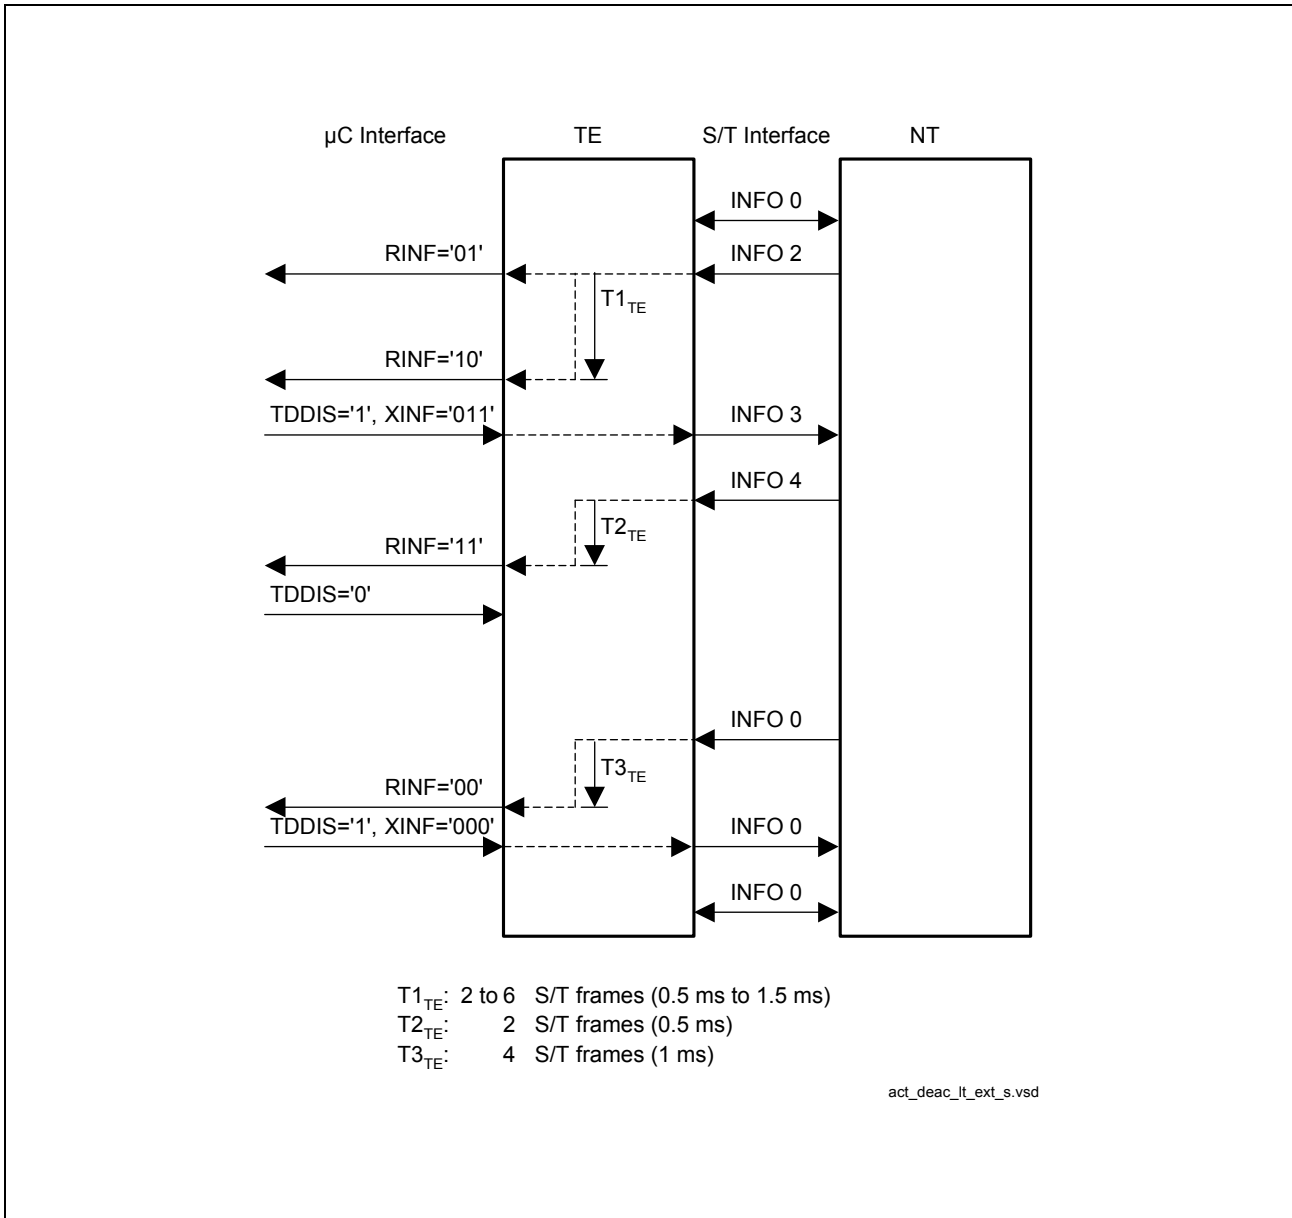 µC Interface TE S/T Interface NT
INFO 0
RINF='01' INFO 2
T1TE
RINF='10'
TDDIS='1', XINF='011' INFO 3
INFO 4
T2TE
RINF='11'
TDDIS='0'
INFO 0
T3TE
RINF='00'
TDDIS='1', XINF='000' INFO 0
INFO 0
T1TE: 2 to 6 S/T frames (0.5 ms to 1.5 ms)
T2TE: 2 S/T frames (0.5 ms)
T3TE: 4 S/T frames (1 ms)
act_deac_lt_ext_s.vsd